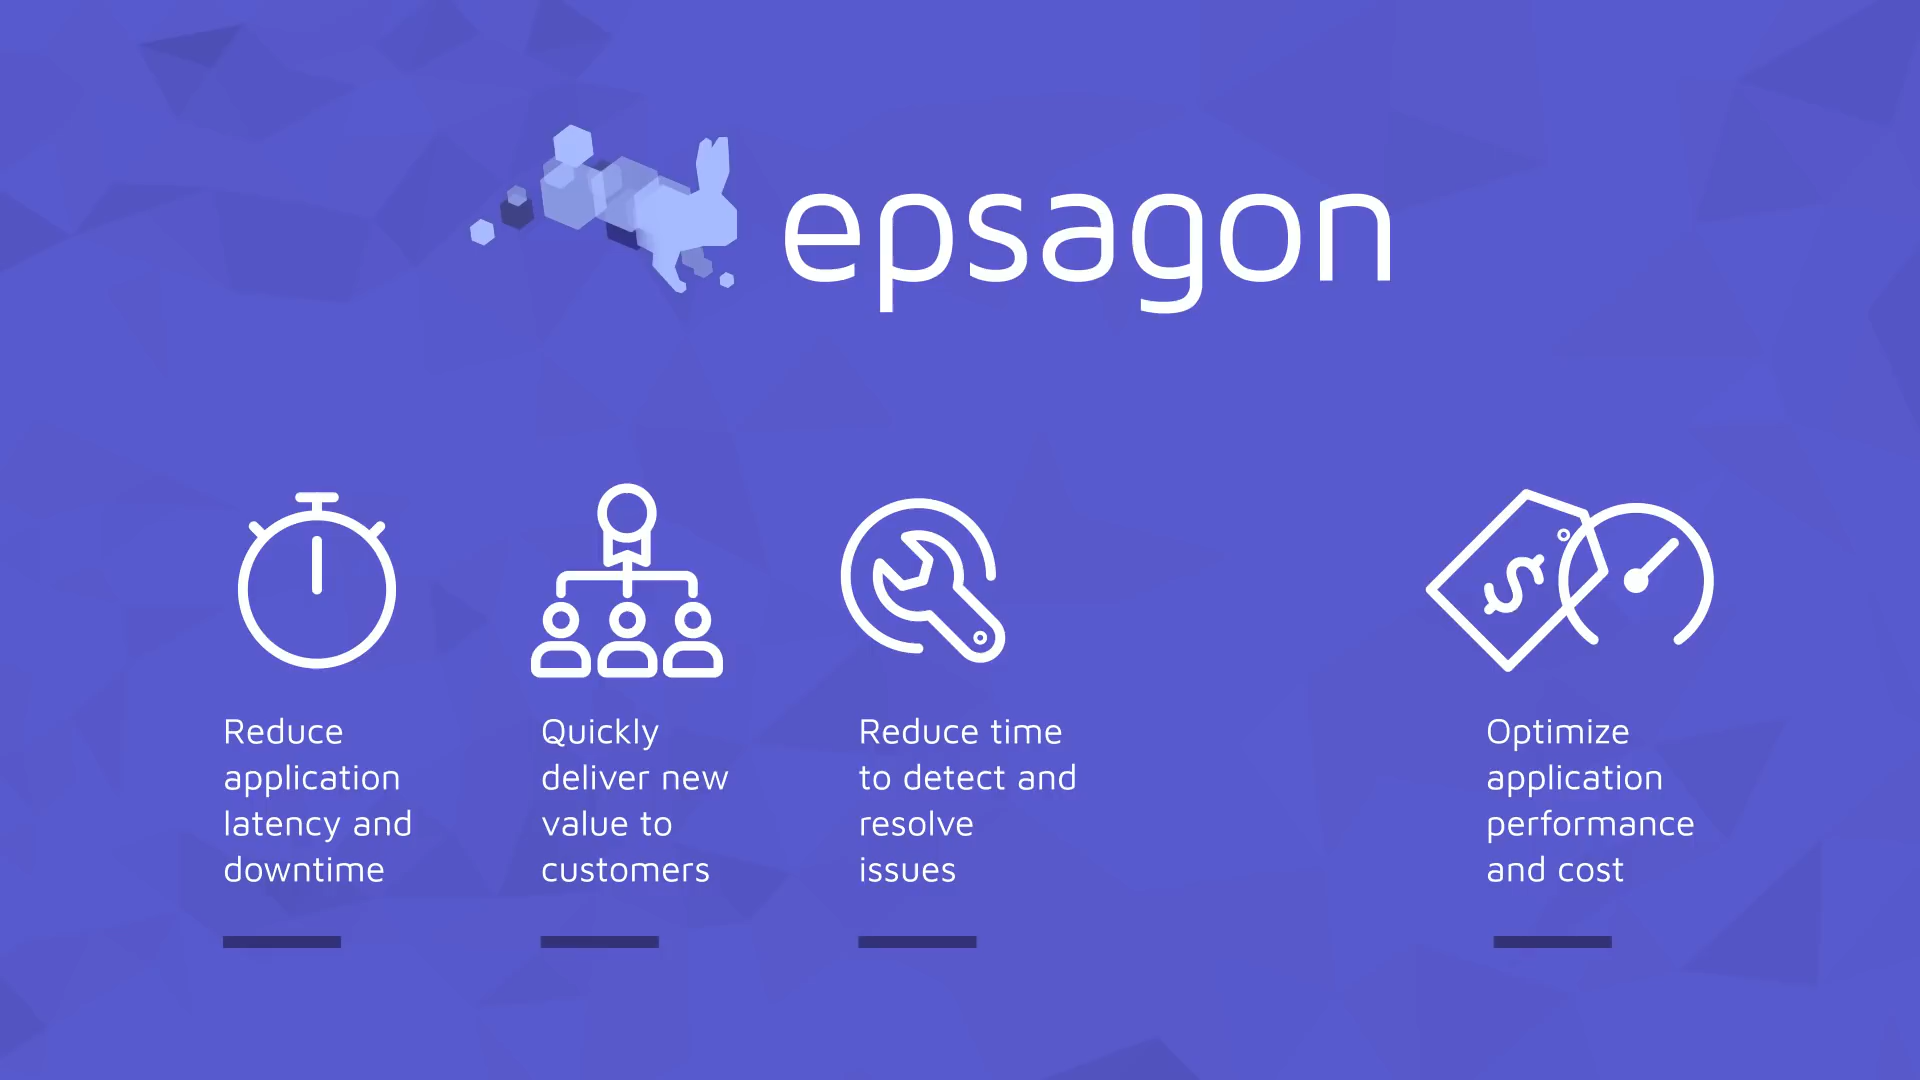 epsagon
Reduce
application
latency and
downtime
Quickly
deliver new
value to
customers
Reduce time
to detect and
resolve
issues
$
Optimize
application
performance
and cost